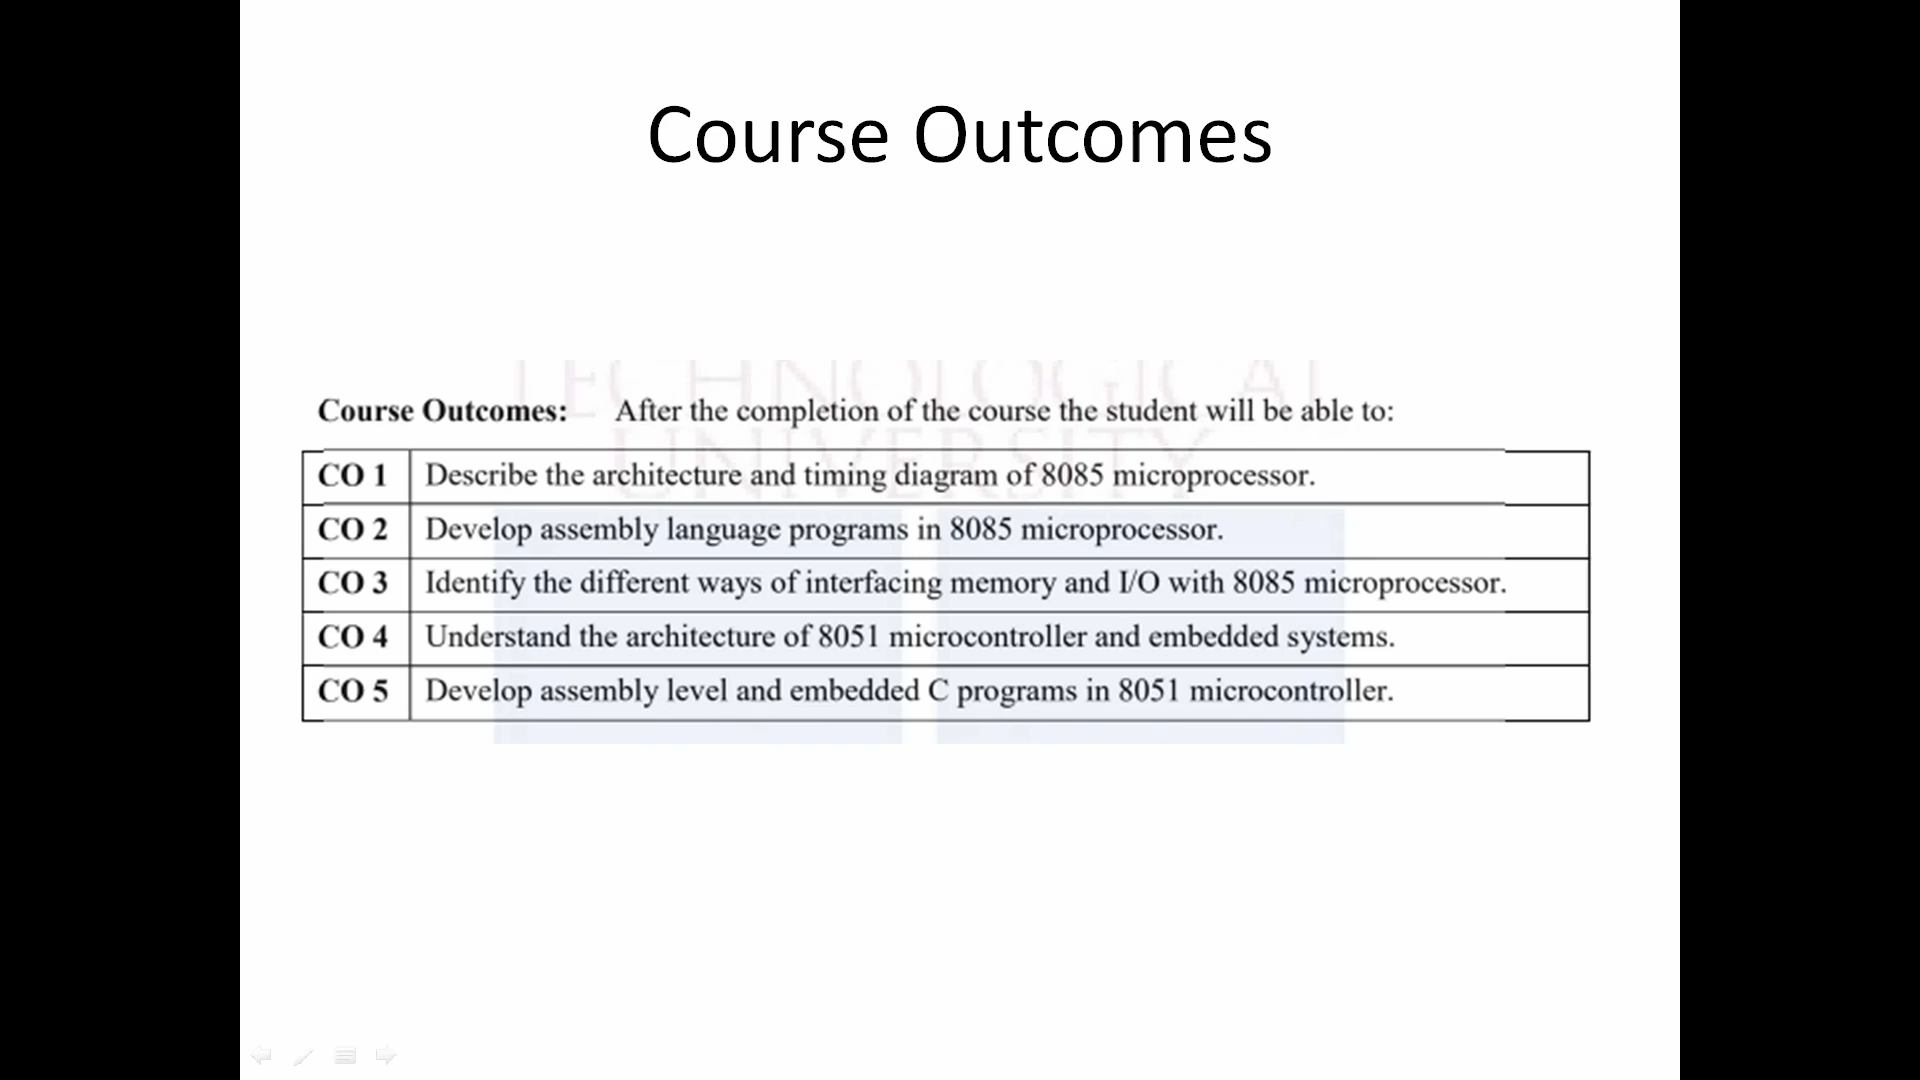 Course Outcomes
TECHNOLOGICAL
Course Outcomes: After the completion of the course the student will be able to:
UNIVERSITY
CO 1 Describe the architecture and timing diagram of 8085 microprocessor.
CO 2 Develop assembly language programs in 8085 microprocessor.
CO 3 Identify the different ways of interfacing memory and I/O with 8085 microprocessor.
CO 4 Understand the architecture of 8051 microcontroller and embedded systems.
CO 5 Develop assembly level and embedded C programs in 8051 microcontroller.